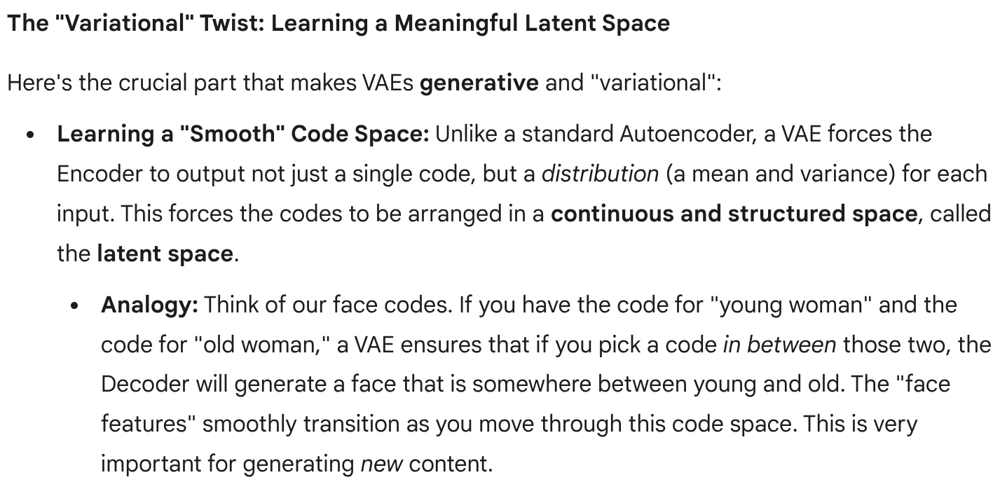 The "Variational" Twist: Learning a Meaningful Latent Space
Here's the crucial part that makes VAEs generative and "variational":
• Learning a "Smooth" Code Space: Unlike a standard Autoencoder, a VAE forces the
Encoder to output not just a single code, but a distribution (a mean and variance) for each
input. This forces the codes to be arranged in a continuous and structured space, called
the latent space.
• Analogy: Think of our face codes. If you have the code for "young woman" and the
code for "old woman," a VAE ensures that if you pick a code in between those two, the
Decoder will generate a face that is somewhere between young and old. The "face
features" smoothly transition as you move through this code space. This is very
important for generating new content.